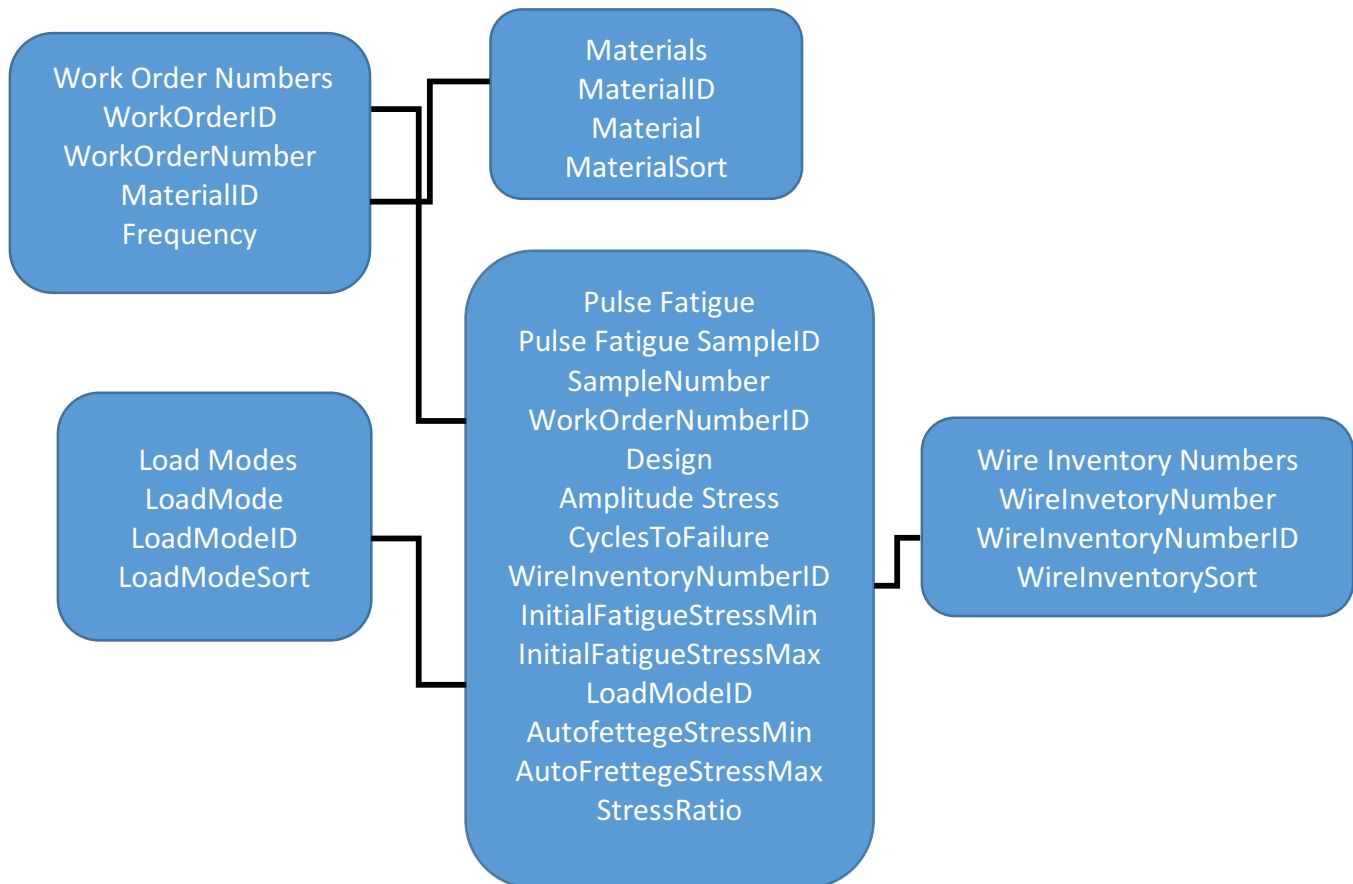 Work Order Numbers
WorkOrderID
WorkOrderNumber
MaterialID
Frequency
Materials
MaterialID
Material
MaterialSort
Pulse Fatigue
Pulse Fatigue SampleID
SampleNumber
WorkOrderNumberID
Design
Amplitude Stress
CyclesToFailure
WireInventoryNumberID
InitialFatigueStressMin
InitialFatigueStressMax
LoadModeID
AutofettegeStressMin
AutoFrettegeStressMax
StressRatio
Load Modes
LoadMode
LoadModeID
LoadModeSort
Wire Inventory Numbers
WireInvetoryNumber
WireInventoryNumberID
WireInventorySort